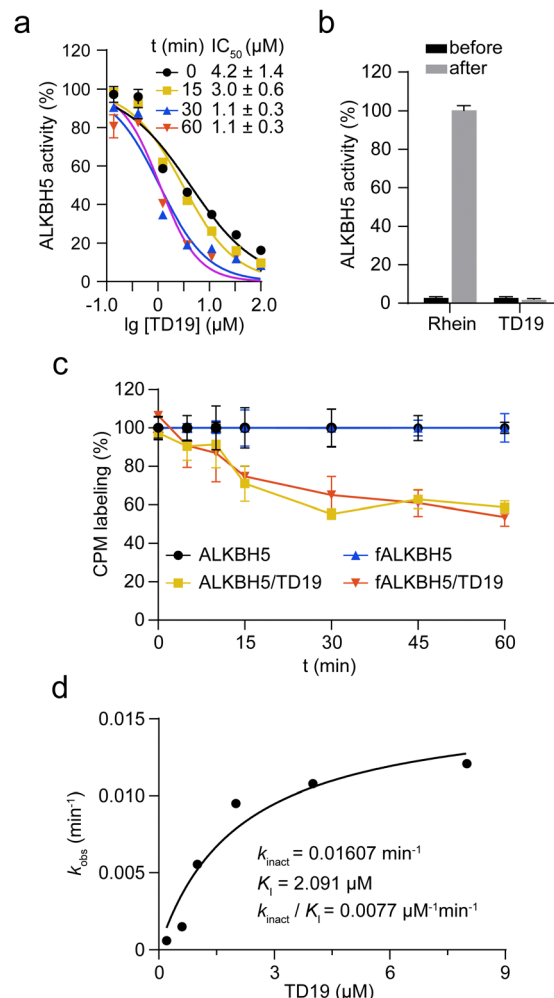 a
t (min) IC50 (µM)
0 4.2 ± 1.4
15 3.0 ± 0.6
30 1.1 ± 0.3
60 1.1 ± 0.3
ALKBH5 activity (%)
120
100
80
60
40
20
0
-1.0 0 1.0 2.0
lg [TD19] (µM)
b
before
after
ALKBH5 activity (%)
120
100
80
60
40
20
0
Rhein TD19
c
CPM labeling (%)
120
100
80
60
40
20
0
ALKBH5 fALKBH5
ALKBH5/TD19 fALKBH5/TD19
0 15 30 45 60
t (min)
d
kobs (min-1)
0.015
0.010
0.005
0
kinact = 0.01607 min-1
KI = 2.091 µM
kinact / KI = 0.0077 µM-1min-1
0 3 6 9
TD19 (µM)